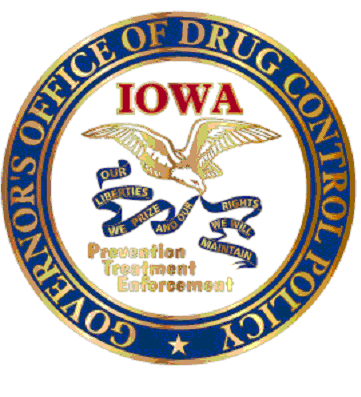 GOVERNOR'S OFFICE OF DRUG CONTROL POLICY
IOWA
OUR
LIBERTIES
WE PRIZE
AND OUR
RIGHTS
WE WILL
MAINTAIN
Prevention
Treatment
Enforcement